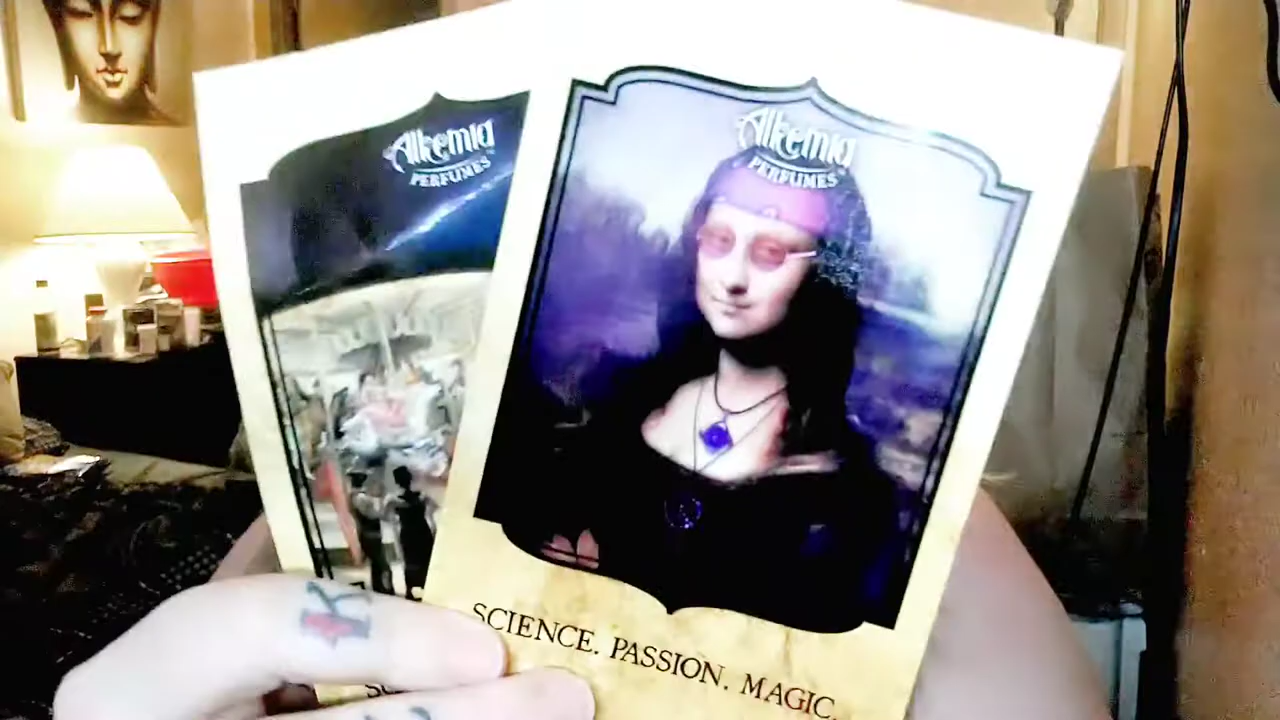 Alkemia
PERFUMES
Alkemia
PERFUMES
SCIENCE. PASSION. MAGIC.
K